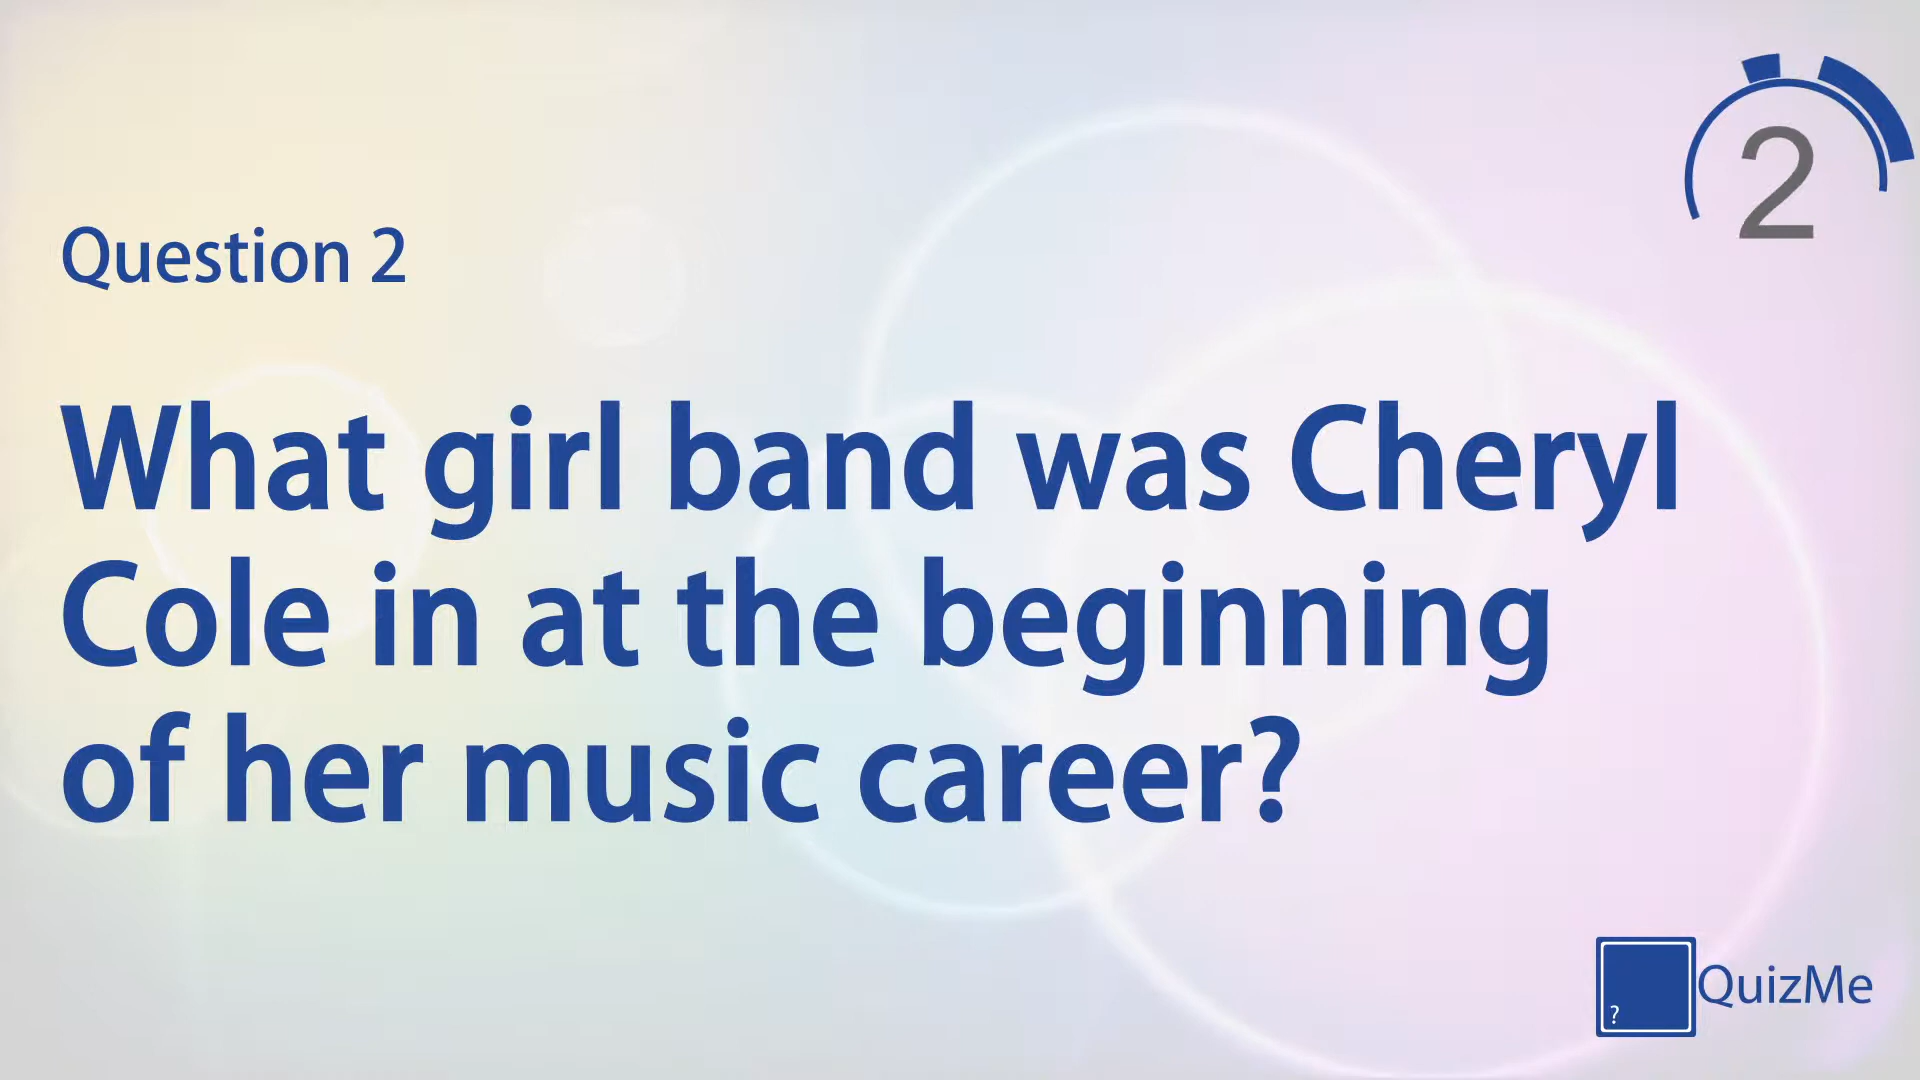 2
Question 2
What girl band was Cheryl
Cole in at the beginning
of her music career?
?
QuizMe